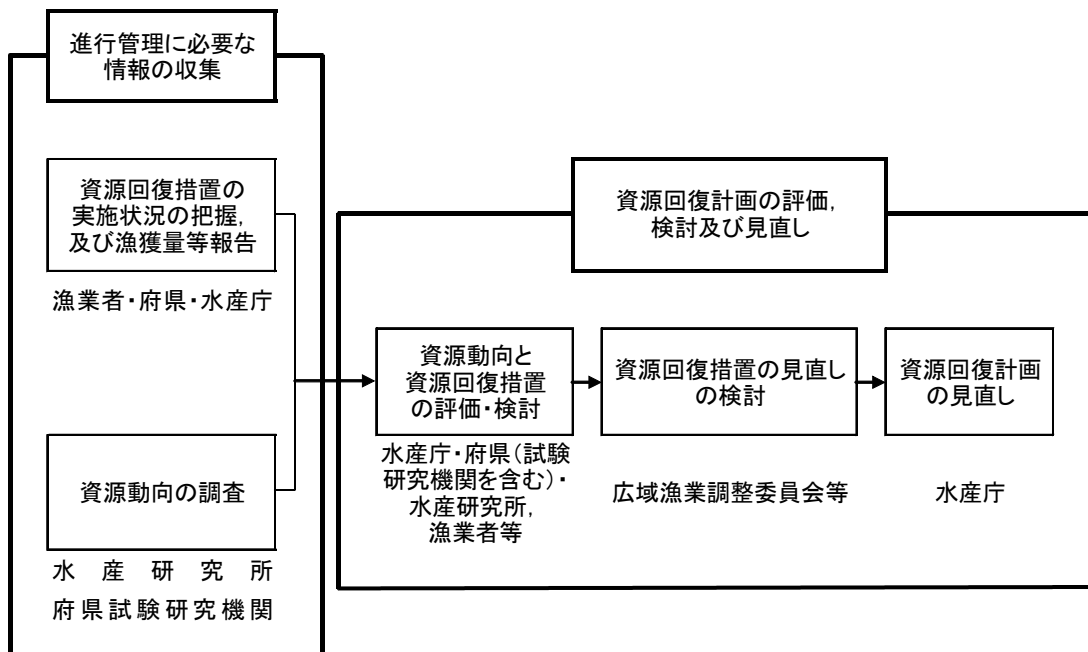 進行管理に必要な
情報の収集
資源回復措置の
実施状況の把握,
及び漁獲量等報告
漁業者・府県・水産庁
資源動向の調査
水産研究所
府県試験研究機関
資源回復計画の評価,
検討及び見直し
資源動向と
資源回復措置
の評価・検討
水産庁・府県(試験
研究機関を含む)・
水産研究所,
漁業者等
資源回復措置の見直し
の検討
広域漁業調整委員会等
資源回復計画
の見直し
水産庁